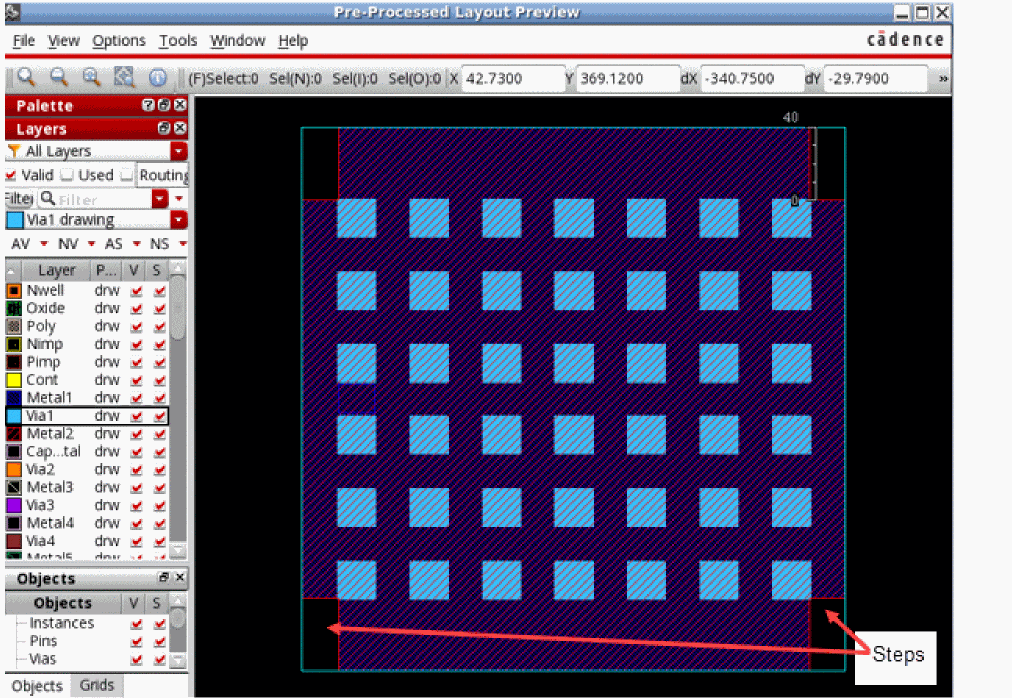 Pre-Processed Layout Preview
File View Options Tools Window Help
cādence
(F)Select:0 Sel(N):0 Sel(I):0 Sel(O):0 X 42.7300 Y 369.1200 dX -340.7500 dY -29.7900 »
Palette
Layers
All Layers
Valid Used Routing
Filter Filter
Via1 drawing
AV NV AS NS
Layer P... V S
Nwell drw
Oxide drw
Poly drw
Nimp drw
Pimp drw
Cont drw
Metal1 drw
Via1 drw
Metal2 drw
Cap...tal drw
Via2 drw
Metal3 drw
Via3 drw
Metal4 drw
Via4 drw
Metal5 drw
Objects
Objects V S
Instances
Pins
Vias
Objects Grids
40
0
Steps